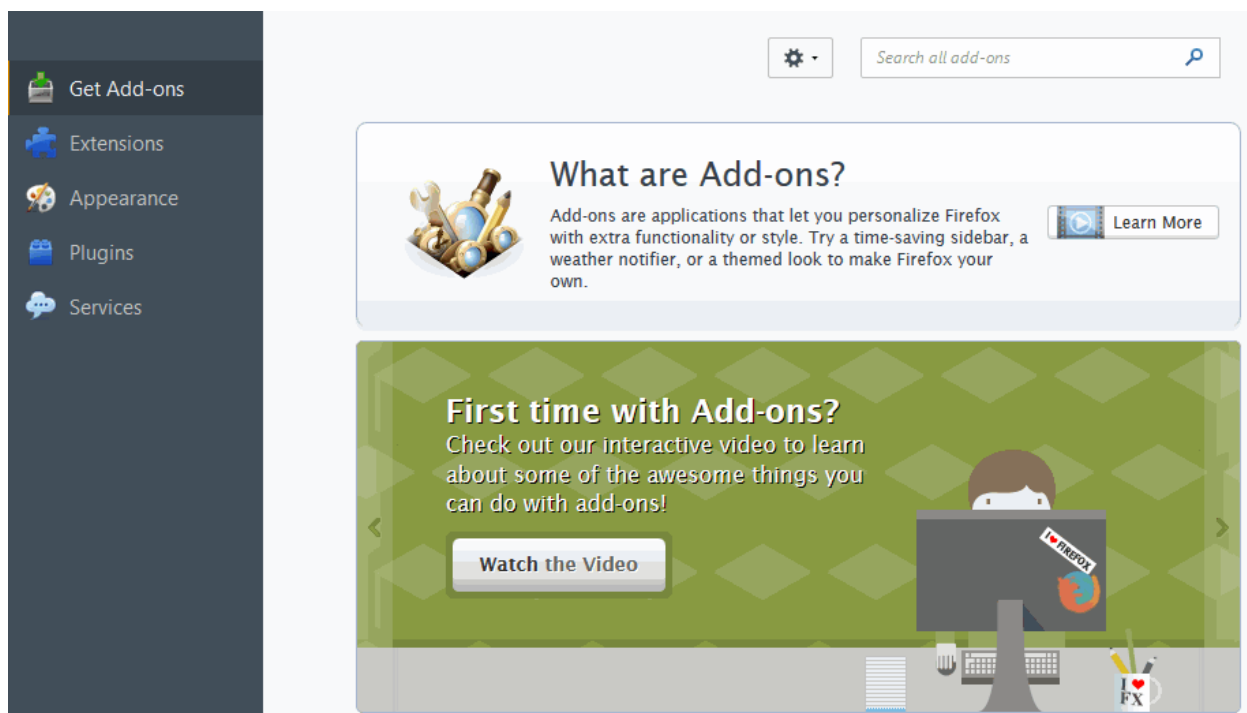 Get Add-ons
Extensions
Appearance
Plugins
Services
Search all add-ons
What are Add-ons?
Add-ons are applications that let you personalize Firefox
with extra functionality or style. Try a time-saving sidebar, a
weather notifier, or a themed look to make Firefox your
own.
Learn More
First time with Add-ons?
Check out our interactive video to learn
about some of the awesome things you
can do with add-ons!
Watch the Video
I ♥ FIREFOX
I ♥
FX